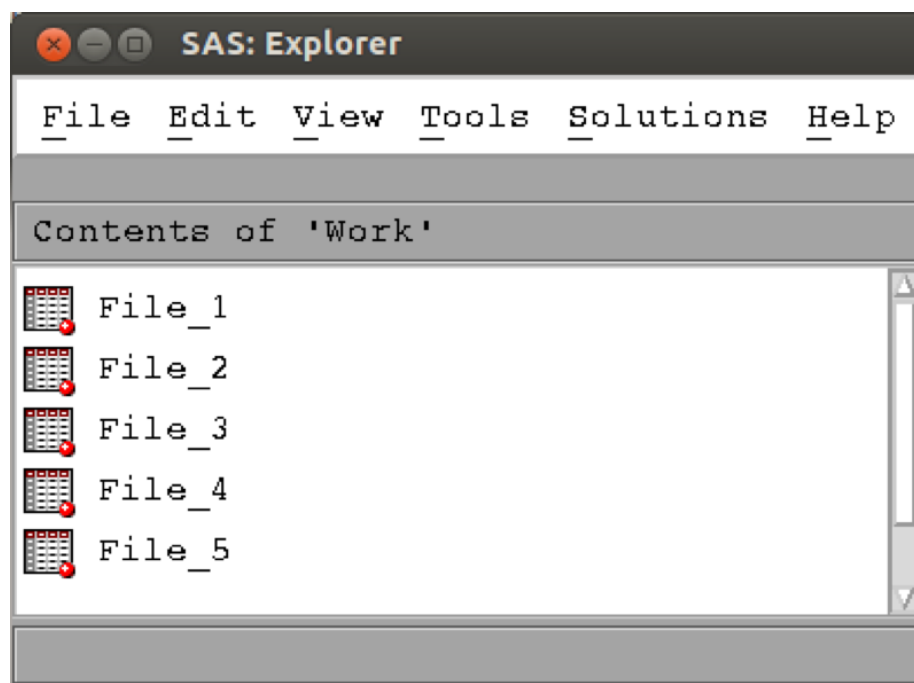 SAS: Explorer
File Edit View Tools Solutions Help
Contents of 'Work'
File_1
File_2
File_3
File_4
File_5